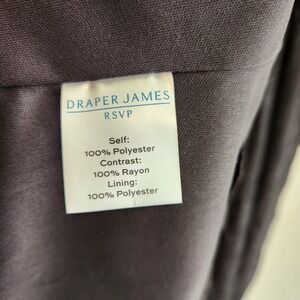 DRAPER JAMES
RSVP
Self:
100% Polyester
Contrast:
100% Rayon
Lining:
100% Polyester